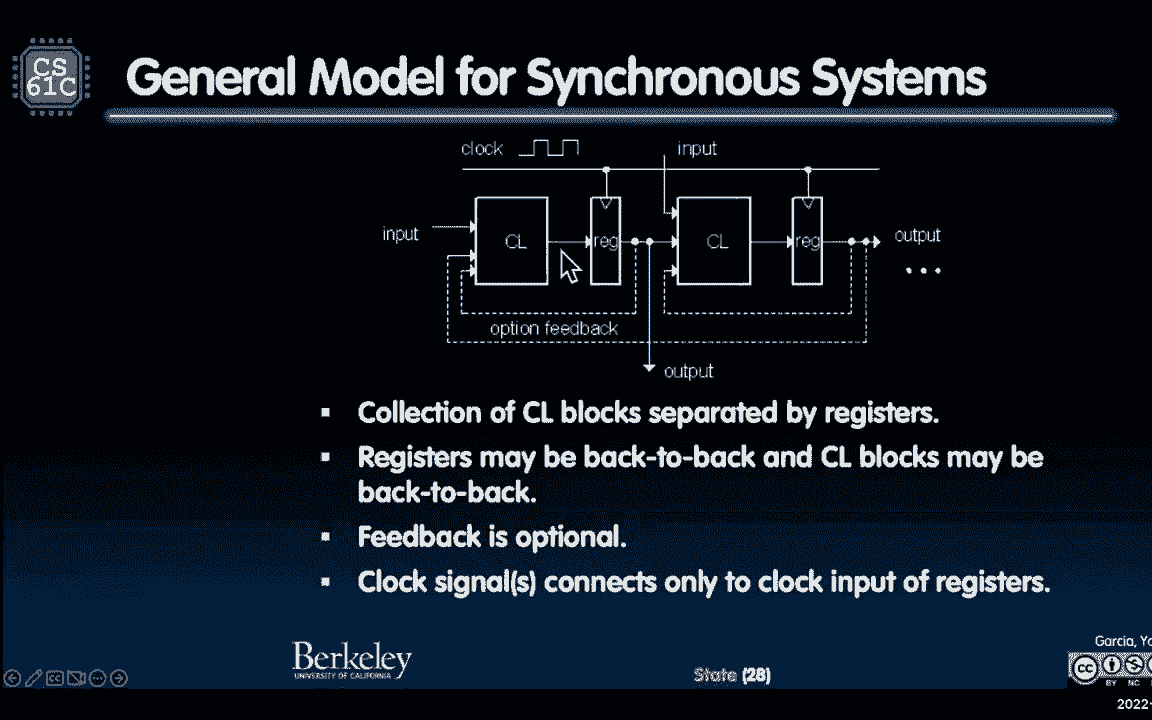 CS
61C
General Model for Synchronous Systems
clock
input
input
CL
reg
CL
reg
output
option feedback
output
▪ Collection of CL blocks separated by registers.
▪ Registers may be back-to-back and CL blocks may be
back-to-back.
▪ Feedback is optional.
▪ Clock signal(s) connects only to clock input of registers.
Berkeley
UNIVERSITY OF CALIFORNIA
State (28)
Garcia, Yo
cc
BY NC
2022-